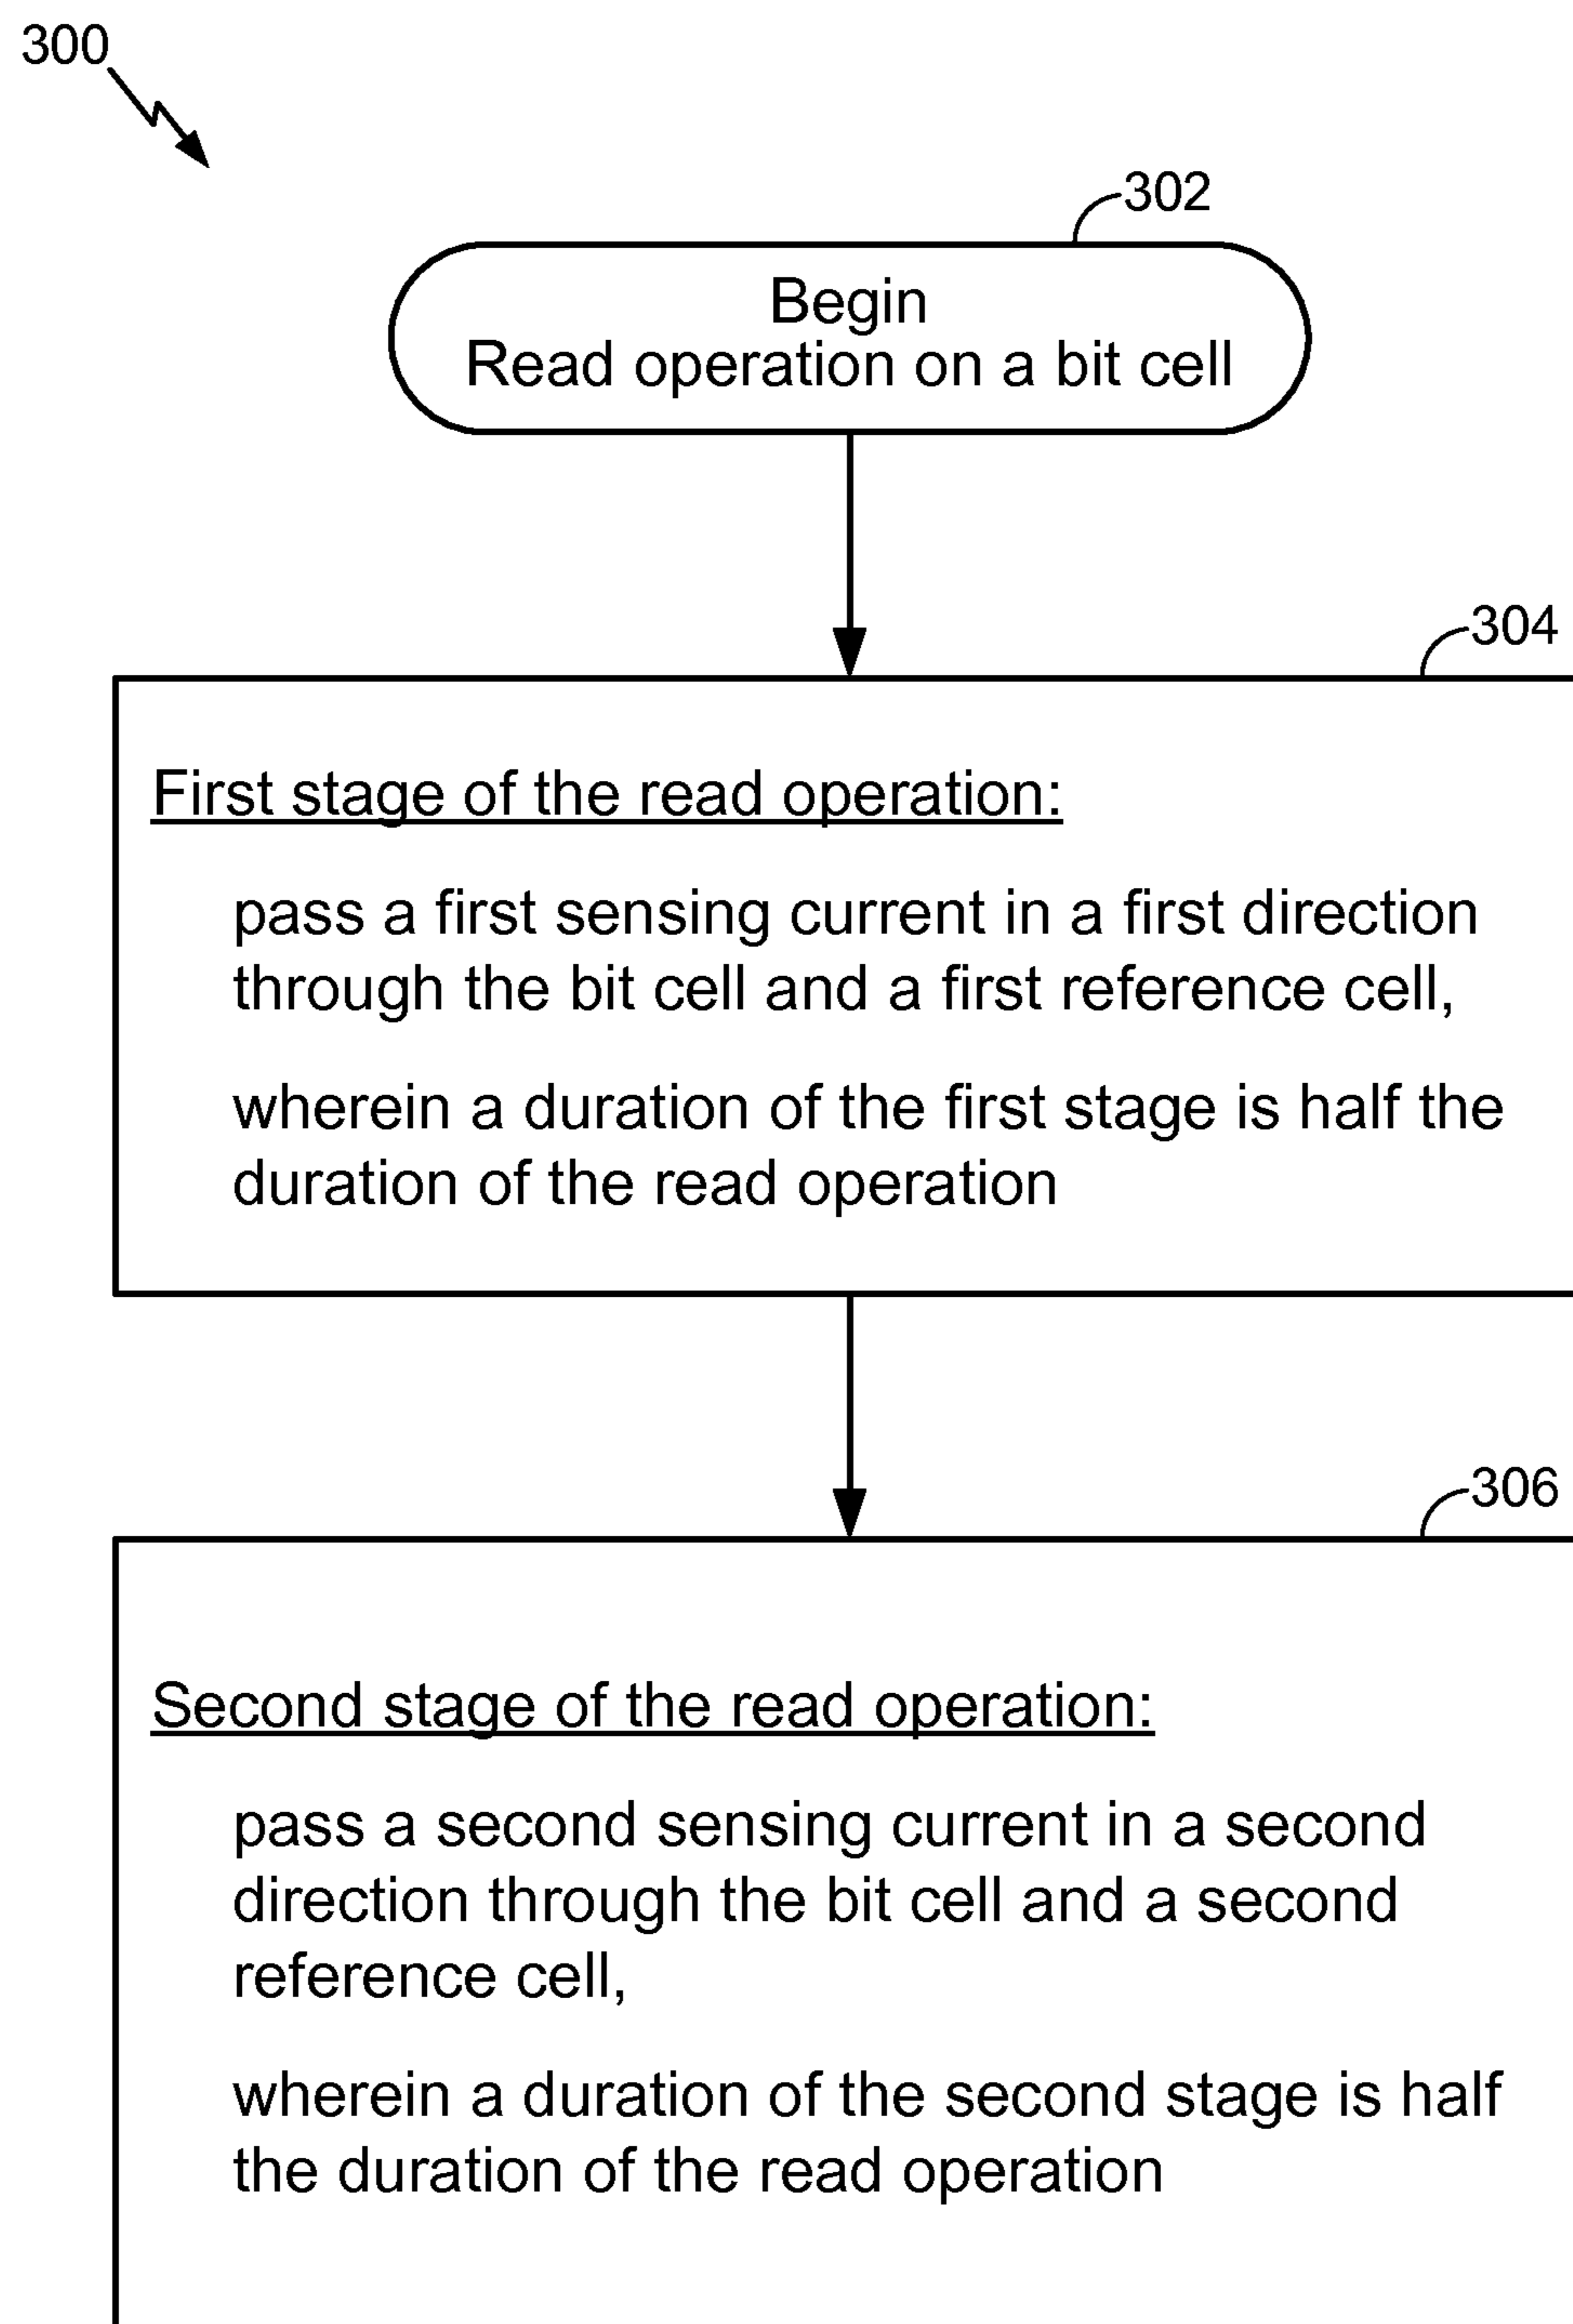 300
302
Begin
Read operation on a bit cell
304
First stage of the read operation:
pass a first sensing current in a first direction
through the bit cell and a first reference cell,
wherein a duration of the first stage is half the
duration of the read operation
306
Second stage of the read operation:
pass a second sensing current in a second
direction through the bit cell and a second
reference cell,
wherein a duration of the second stage is half
the duration of the read operation